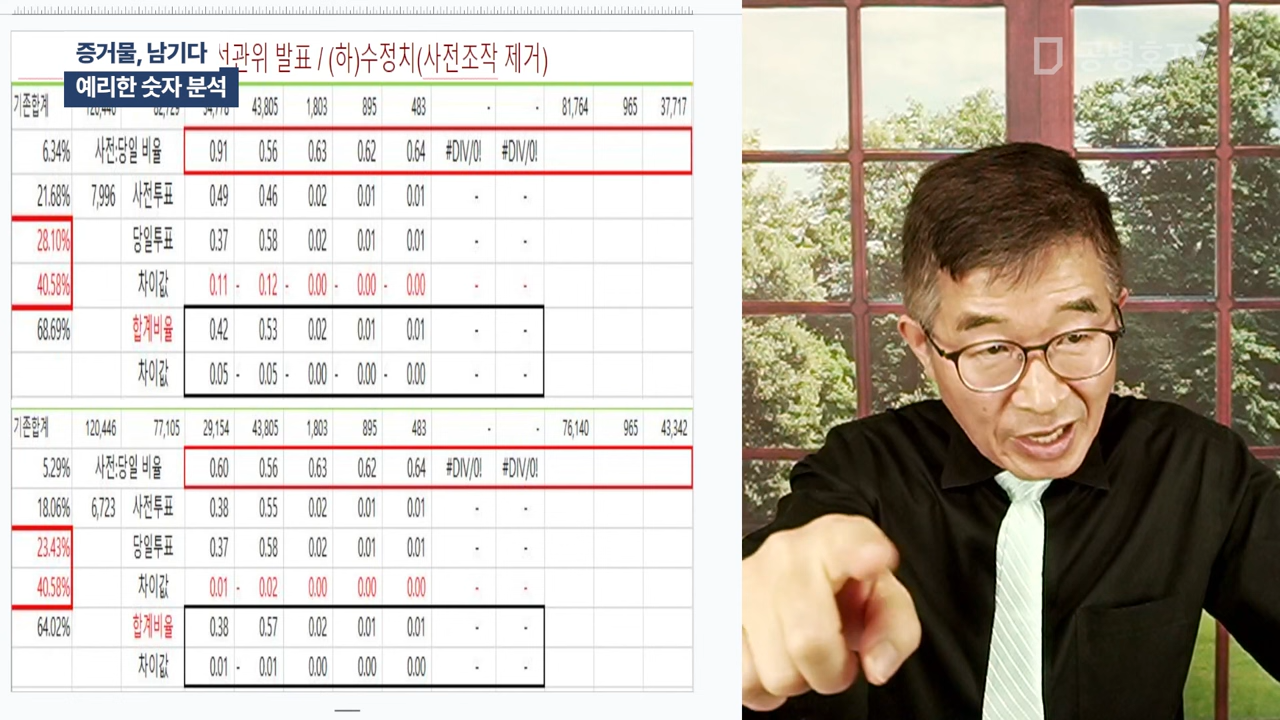 증거물, 남기다
예리한 숫자 분석
선관위 발표 / (하)수정치(사전조작 제거)
공병호TV
기존합계 120,446 62,729 34,778 43,805 1,803 895 483 - - 81,764 965 37,717
6.34% 사전:당일 비율 0.91 0.56 0.63 0.62 0.64 #DIV/0! #DIV/0!
21.68% 7,996 사전투표 0.49 0.46 0.02 0.01 0.01 - -
28.10% 당일투표 0.37 0.58 0.02 0.01 0.01 - -
40.58% 차이값 0.11 - 0.12 - 0.00 - 0.00 - 0.00 - -
68.69% 합계비율 0.42 0.53 0.02 0.01 0.01 - -
차이값 0.05 - 0.05 - 0.00 - 0.00 - 0.00 - -
기존합계 120,446 77,105 29,154 43,805 1,803 895 483 - - 76,140 965 43,342
5.29% 사전:당일 비율 0.60 0.56 0.63 0.62 0.64 #DIV/0! #DIV/0!
18.06% 6,723 사전투표 0.38 0.55 0.02 0.01 0.01 - -
23.43% 당일투표 0.37 0.58 0.02 0.01 0.01 - -
40.58% 차이값 0.01 - 0.02 0.00 0.00 0.00 - -
64.02% 합계비율 0.38 0.57 0.02 0.01 0.01 - -
차이값 0.01 - 0.01 0.00 0.00 0.00 - -